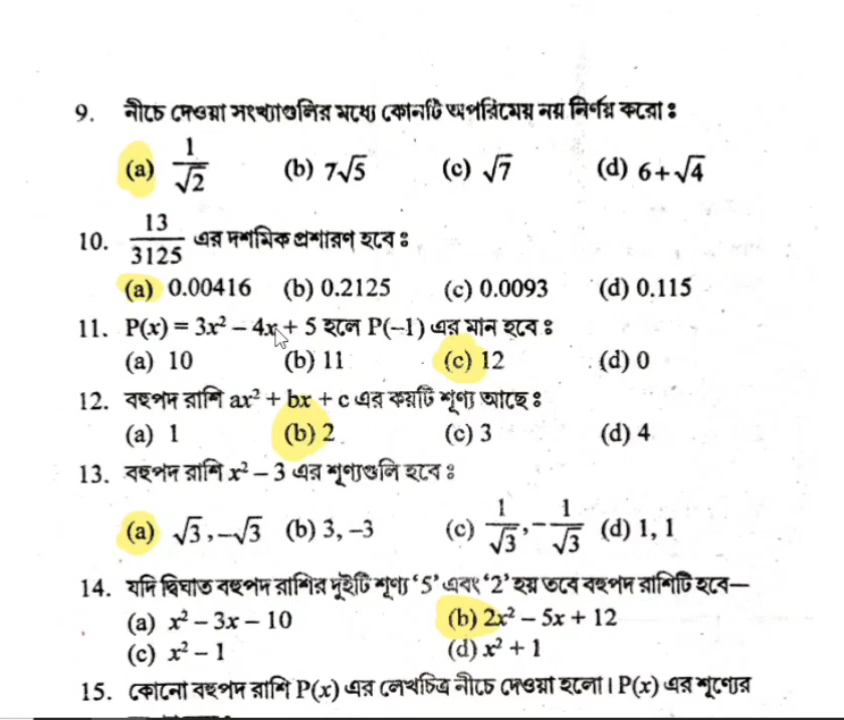 9. নীচে দেওয়া সংখ্যাগুলির মধ্যে কোনটি অপরিমেয় নয় নির্ণয় করো ঃ
(a) 1/√2 (b) 7√5 (c) √7 (d) 6+√4
10. 13/3125 এর দশমিক প্রশারণ হবে ঃ
(a) 0.00416 (b) 0.2125 (c) 0.0093 (d) 0.115
11. P(x) = 3x² – 4x + 5 হলে P(–1) এর মান হবে ঃ
(a) 10 (b) 11 (c) 12 (d) 0
12. বহুপদ রাশি ax² + bx + c এর কয়টি শূণ্য আছে ঃ
(a) 1 (b) 2 (c) 3 (d) 4
13. বহুপদ রাশি x² – 3 এর শূণ্যগুলি হবে ঃ
(a) √3, –√3 (b) 3, –3 (c) 1/√3, –1/√3 (d) 1, 1
14. যদি দ্বিঘাত বহুপদ রাশির দুইটি শূণ্য ‘5’ এবং ‘2’ হয় তবে বহুপদ রাশিটি হবে—
(a) x² – 3x – 10 (b) 2x² – 5x + 12
(c) x² – 1 (d) x² + 1
15. কোনো বহুপদ রাশি P(x) এর লেখচিত্র নীচে দেওয়া হলো। P(x) এর শূণ্যের